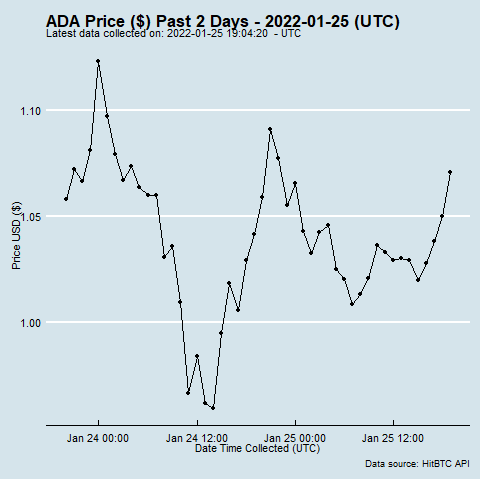 ADA Price ($) Past 2 Days - 2022-01-25 (UTC)
Latest data collected on: 2022-01-25 19:04:20 - UTC
Price USD ($)
1.10
1.05
1.00
Jan 24 00:00 Jan 24 12:00 Jan 25 00:00 Jan 25 12:00
Date Time Collected (UTC)
Data source: HitBTC API